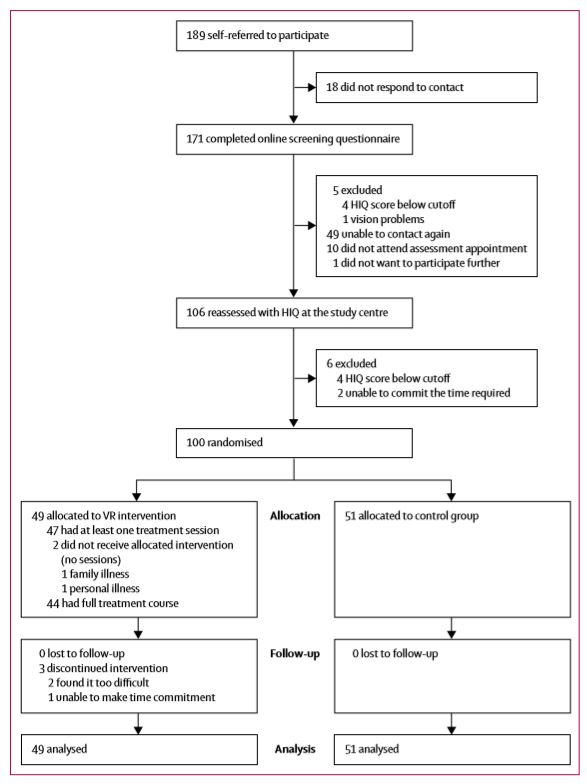 189 self-referred to participate
18 did not respond to contact
171 completed online screening questionnaire
5 excluded
4 HIQ score below cutoff
1 vision problems
49 unable to contact again
10 did not attend assessment appointment
1 did not want to participate further
106 reassessed with HIQ at the study centre
6 excluded
4 HIQ score below cutoff
2 unable to commit the time required
100 randomised
49 allocated to VR intervention
47 had at least one treatment session
2 did not receive allocated intervention
(no sessions)
1 family illness
1 personal illness
44 had full treatment course
Allocation
51 allocated to control group
0 lost to follow-up
3 discontinued intervention
2 found it too difficult
1 unable to make time commitment
Follow-up
0 lost to follow-up
49 analysed
Analysis
51 analysed